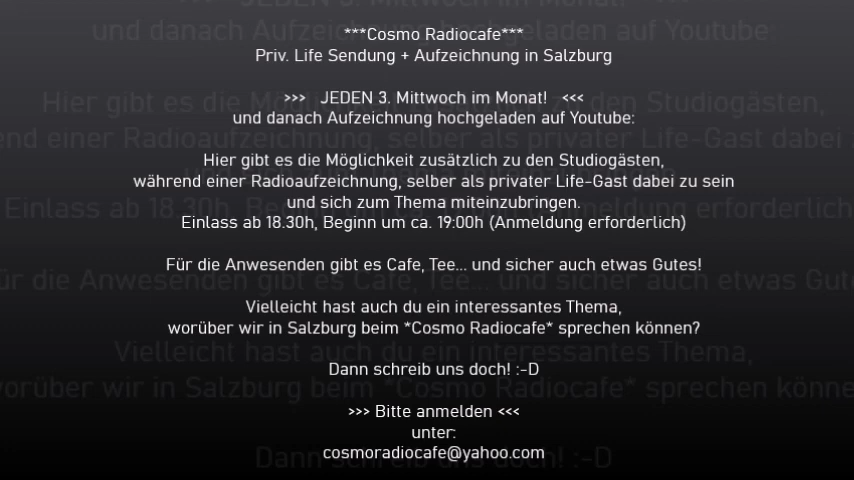 ***Cosmo Radiocafe***
Priv. Life Sendung + Aufzeichnung in Salzburg
>>> JEDEN 3. Mittwoch im Monat! <<<
und danach Aufzeichnung hochgeladen auf Youtube:
Hier gibt es die Möglichkeit zusätzlich zu den Studiogästen,
während einer Radioaufzeichnung, selber als privater Life-Gast dabei zu sein
und sich zum Thema miteinzubringen.
Einlass ab 18.30h, Beginn um ca. 19:00h (Anmeldung erforderlich)
Für die Anwesenden gibt es Cafe, Tee... und sicher auch etwas Gutes!
Vielleicht hast auch du ein interessantes Thema,
worüber wir in Salzburg beim *Cosmo Radiocafe* sprechen können?
Dann schreib uns doch! :-D
>>> Bitte anmelden <<<
unter:
cosmoradiocafe@yahoo.com